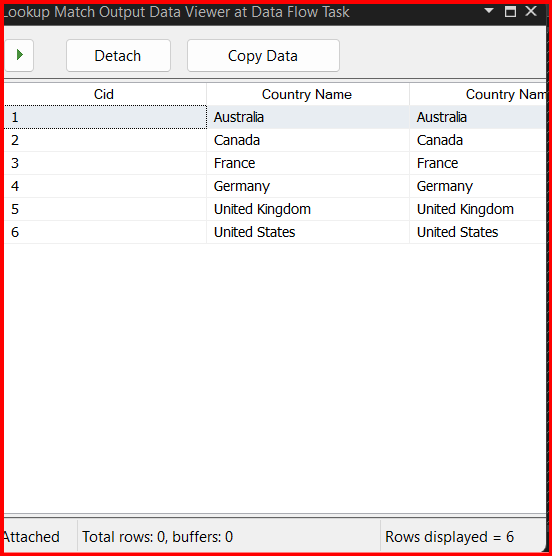 Lookup Match Output Data Viewer at Data Flow Task
Detach Copy Data
Cid Country Name Country Nam
1 Australia Australia
2 Canada Canada
3 France France
4 Germany Germany
5 United Kingdom United Kingdom
6 United States United States
Attached Total rows: 0, buffers: 0 Rows displayed = 6